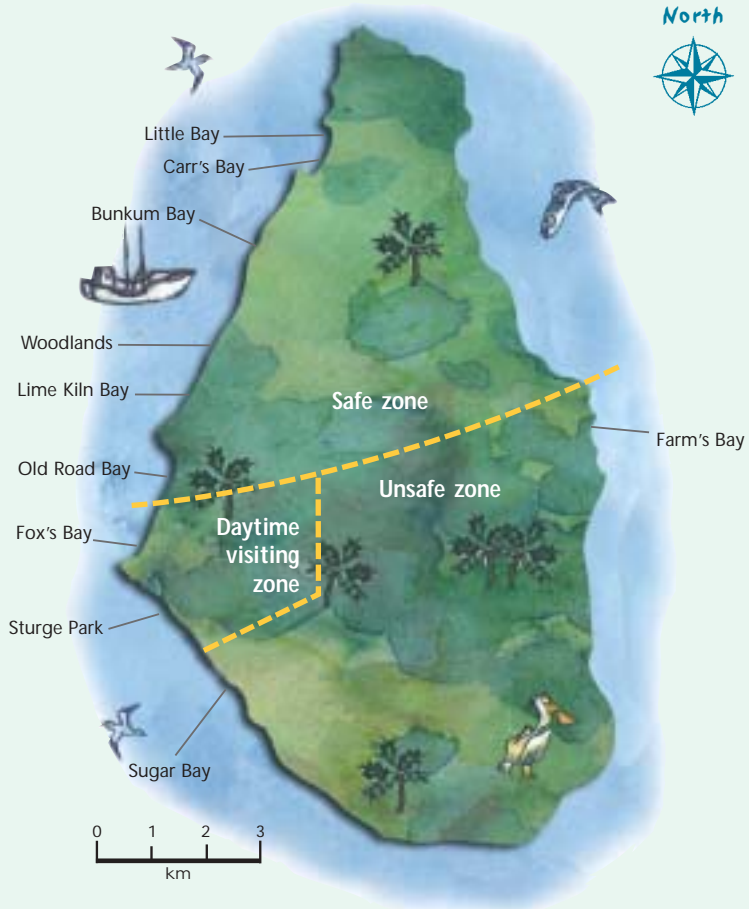 North
Little Bay
Carr's Bay
Bunkum Bay
Woodlands
Lime Kiln Bay
Safe zone
Farm's Bay
Old Road Bay
Unsafe zone
Fox's Bay
Daytime
visiting
zone
Sturge Park
Sugar Bay
0 1 2 3
km